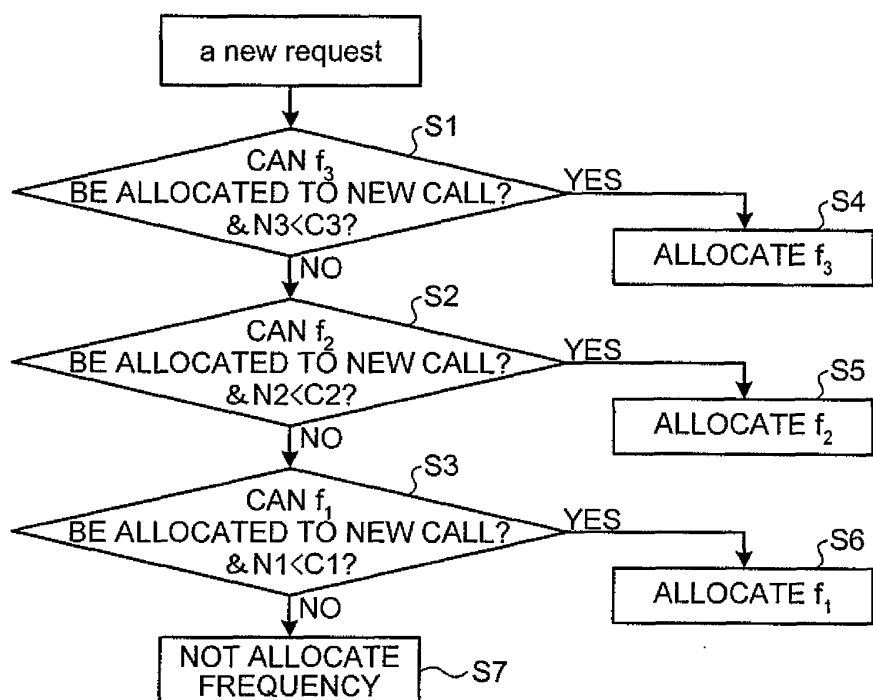 a new request
S1
CAN f₃
BE ALLOCATED TO NEW CALL?
& N3<C3?
YES
S4
ALLOCATE f₃
NO
S2
CAN f₂
BE ALLOCATED TO NEW CALL?
& N2<C2?
YES
S5
ALLOCATE f₂
NO
S3
CAN f₁
BE ALLOCATED TO NEW CALL?
& N1<C1?
YES
S6
ALLOCATE f₁
NO
NOT ALLOCATE
FREQUENCY
S7